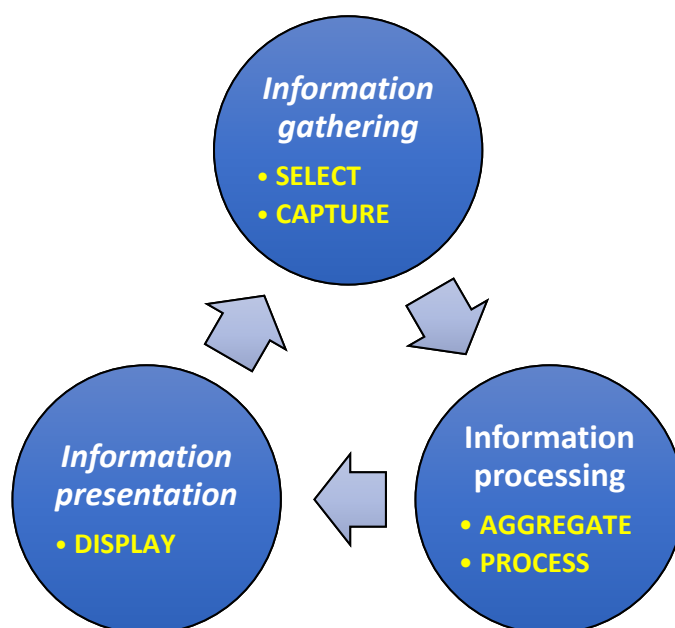 Information
gathering
• SELECT
• CAPTURE
Information
processing
• AGGREGATE
• PROCESS
Information
presentation
• DISPLAY